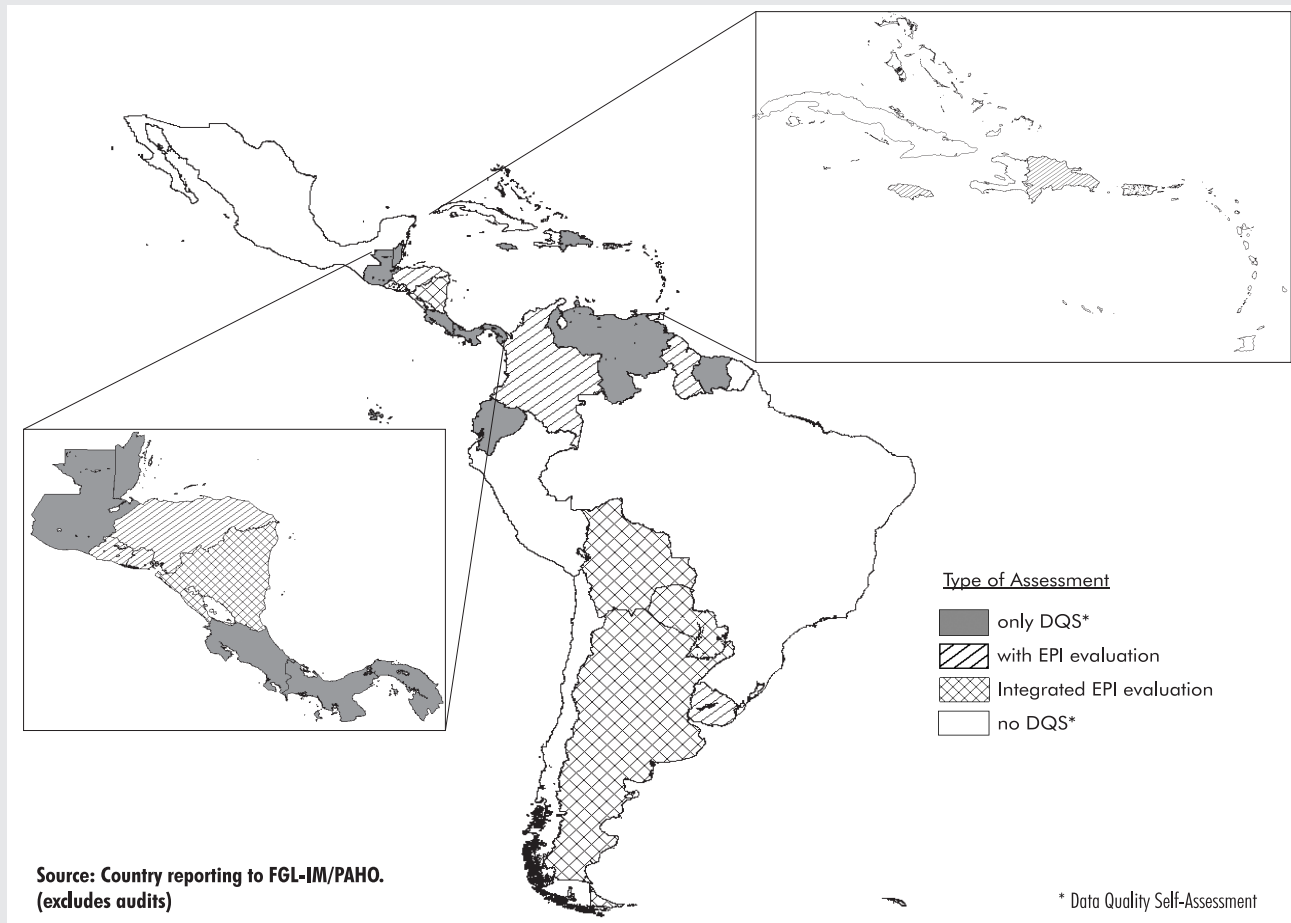 Type of Assessment
only DQS*
with EPI evaluation
Integrated EPI evaluation
no DQS*
Source: Country reporting to FGL-IM/PAHO.
(excludes audits)
* Data Quality Self-Assessment